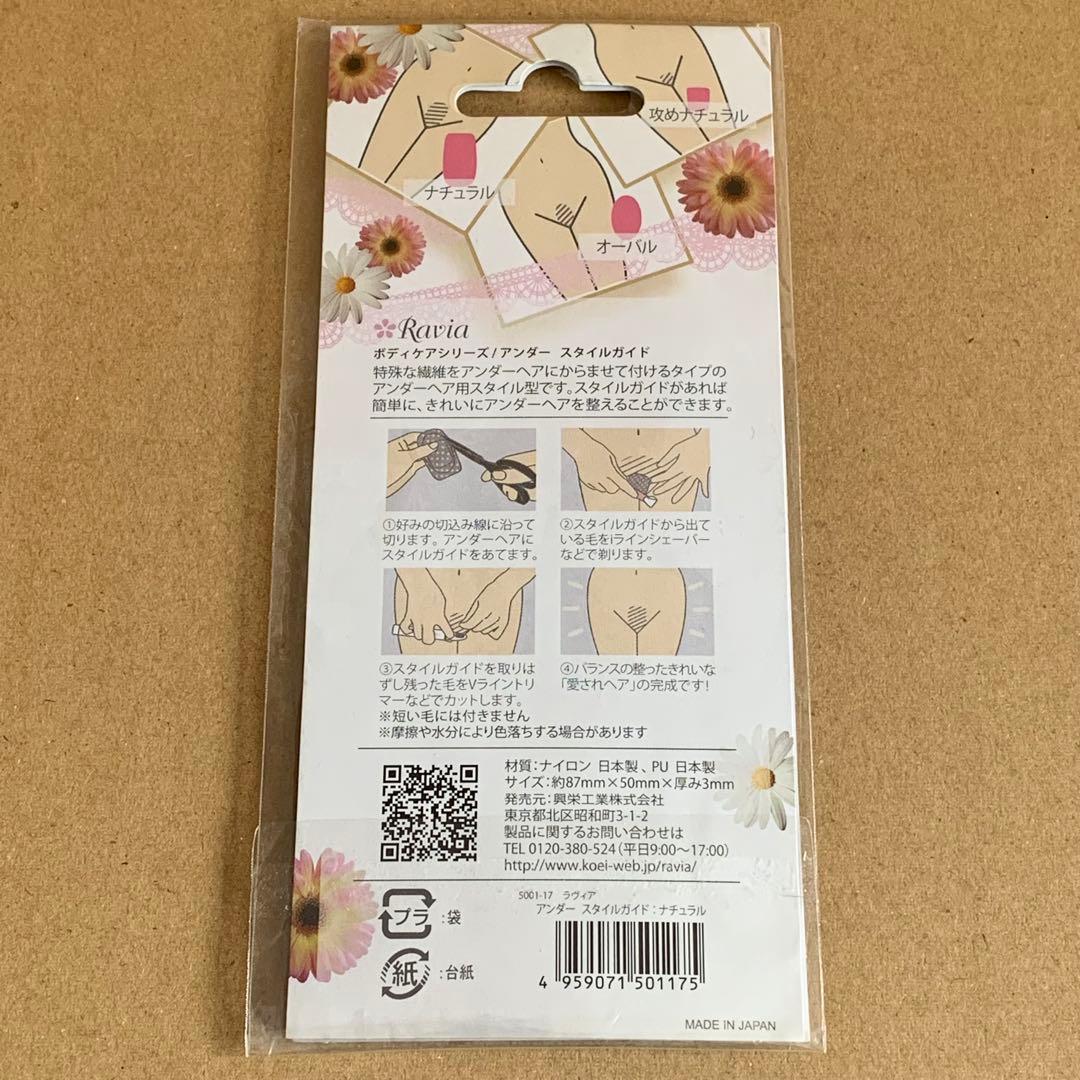 攻めナチュラル
ナチュラル
オーバル
Ravia
ボディケアシリーズ/アンダー スタイルガイド
特殊な繊維をアンダーヘアにからませて付けるタイプの
アンダーヘア用スタイル型です。スタイルガイドがあれば
簡単に、きれいにアンダーヘアを整えることができます。
①好みの切込み線に沿って
切ります。アンダーヘアに
スタイルガイドをあてます。
②スタイルガイドから出て
いる毛をiラインシェーバー
などで剃ります。
③スタイルガイドを取りは
ずし残った毛をVライントリ
マーなどでカットします。
④バランスの整ったきれいな
「愛されヘア」の完成です!
※短い毛には付きません
※摩擦や水分により色落ちする場合があります
材質:ナイロン 日本製、PU 日本製
サイズ:約87mm×50mm×厚み3mm
発売元:興栄工業株式会社
東京都北区昭和町3-1-2
製品に関するお問い合わせは
TEL 0120-380-524(平日9:00〜17:00)
http://www.koei-web.jp/ravia/
プラ :袋
紙 :台紙
5001-17 ラヴィア
アンダー スタイルガイド:ナチュラル
4 959071 501175
MADE IN JAPAN